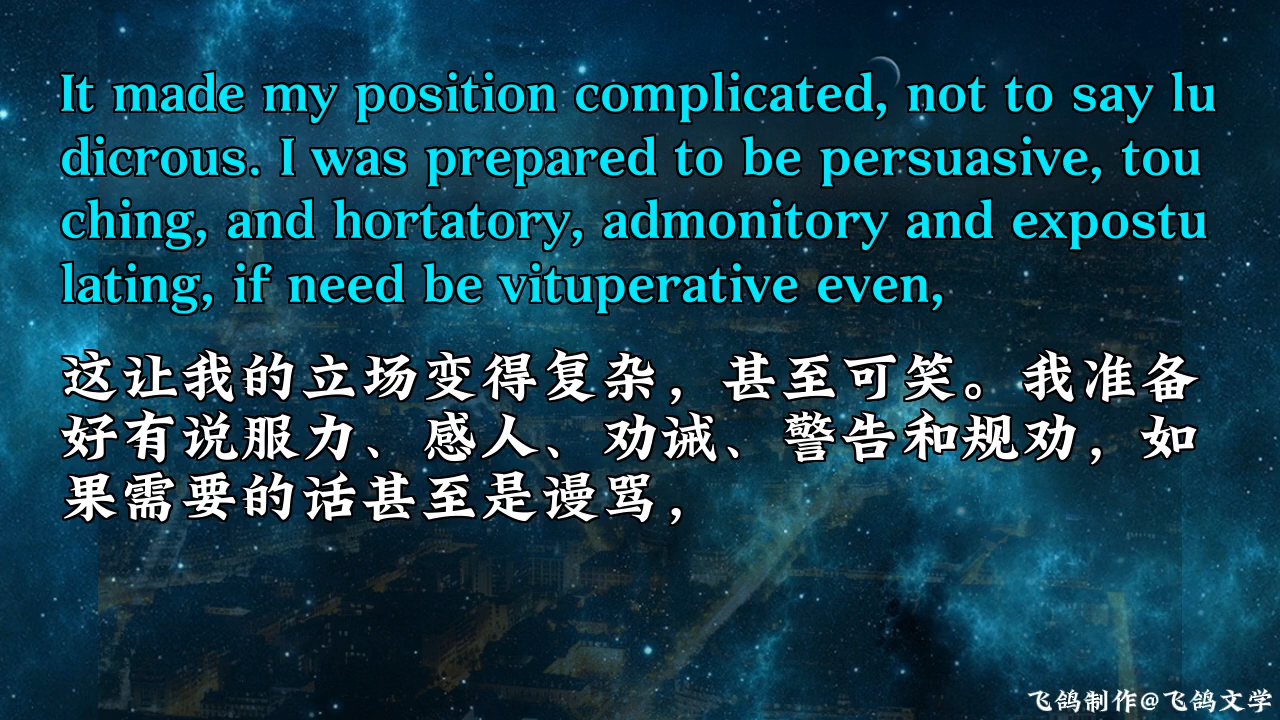 It made my position complicated, not to say lu
dicrous. I was prepared to be persuasive, tou
ching, and hortatory, admonitory and expostu
lating, if need be vituperative even,
这让我的立场变得复杂，甚至可笑。我准备
好有说服力、感人、劝诫、警告和规劝，如
果需要的话甚至是谩骂，
飞鸽制作@飞鸽文学